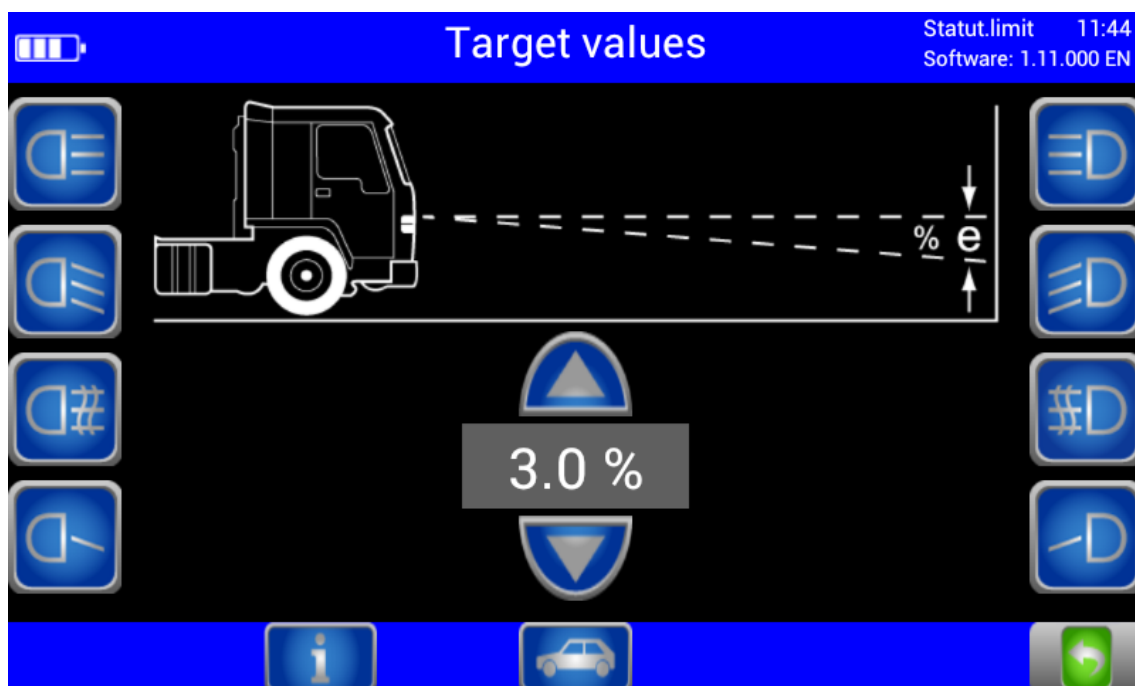 Target values
Statut.limit 11:44
Software: 1.11.000 EN
% e
3.0 %
i